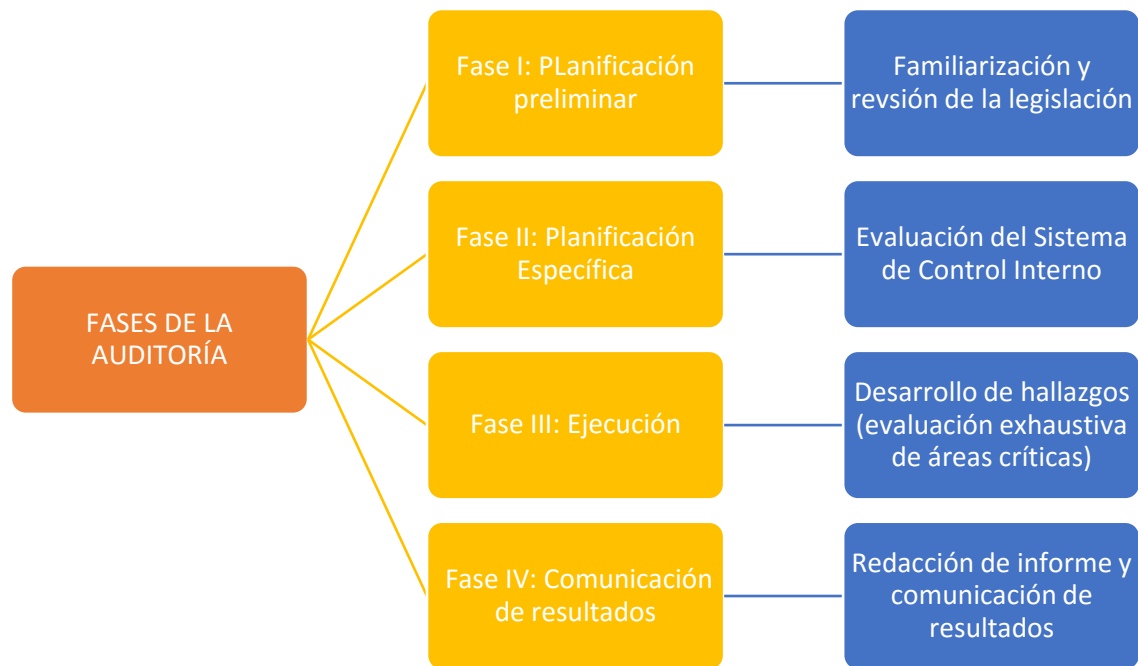 FASES DE LA
AUDITORÍA
Fase I: PLanificación
preliminar
Familiarización y
revsión de la legislación
Fase II: Planificación
Específica
Evaluación del Sistema
de Control Interno
Fase III: Ejecución
Desarrollo de hallazgos
(evaluación exhaustiva
de áreas críticas)
Fase IV: Comunicación
de resultados
Redacción de informe y
comunicación de
resultados